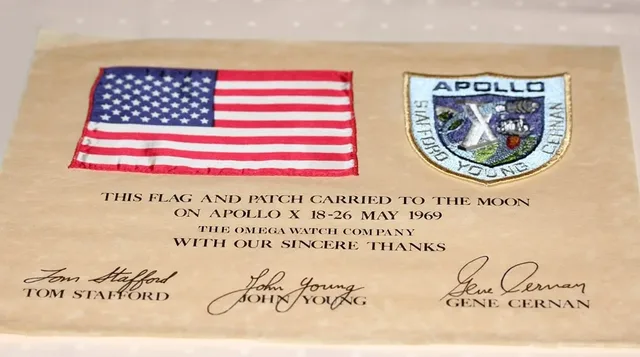 APOLLO
STAFFORD YOUNG CERNAN
X
THIS FLAG AND PATCH CARRIED TO THE MOON
ON APOLLO X 18-26 MAY 1969
THE OMEGA WATCH COMPANY
WITH OUR SINCERE THANKS
Tom Stafford John Young Gene Cernan
TOM STAFFORD JOHN YOUNG GENE CERNAN